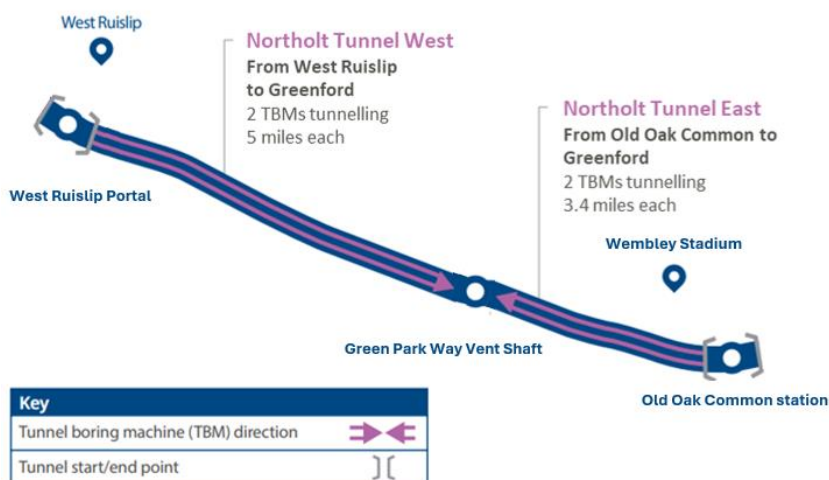 West Ruislip
Northolt Tunnel West
From West Ruislip
to Greenford
2 TBMs tunnelling
5 miles each
Northolt Tunnel East
From Old Oak Common to
Greenford
2 TBMs tunnelling
3.4 miles each
West Ruislip Portal
Wembley Stadium
Green Park Way Vent Shaft
Old Oak Common station
Key
Tunnel boring machine (TBM) direction
Tunnel start/end point